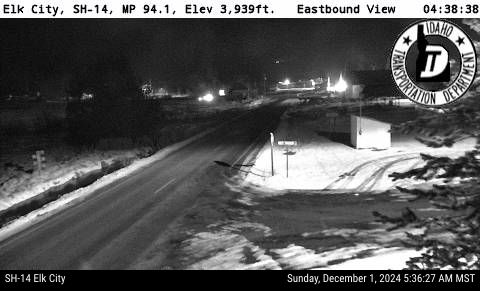 Elk City, SH-14, MP 94.1, Elev 3,939ft.   Eastbound View   04:38:38
IDAHO
TRANSPORTATION DEPARTMENT
SH-14 Elk City
Sunday, December 1, 2024 5:36:27 AM MST